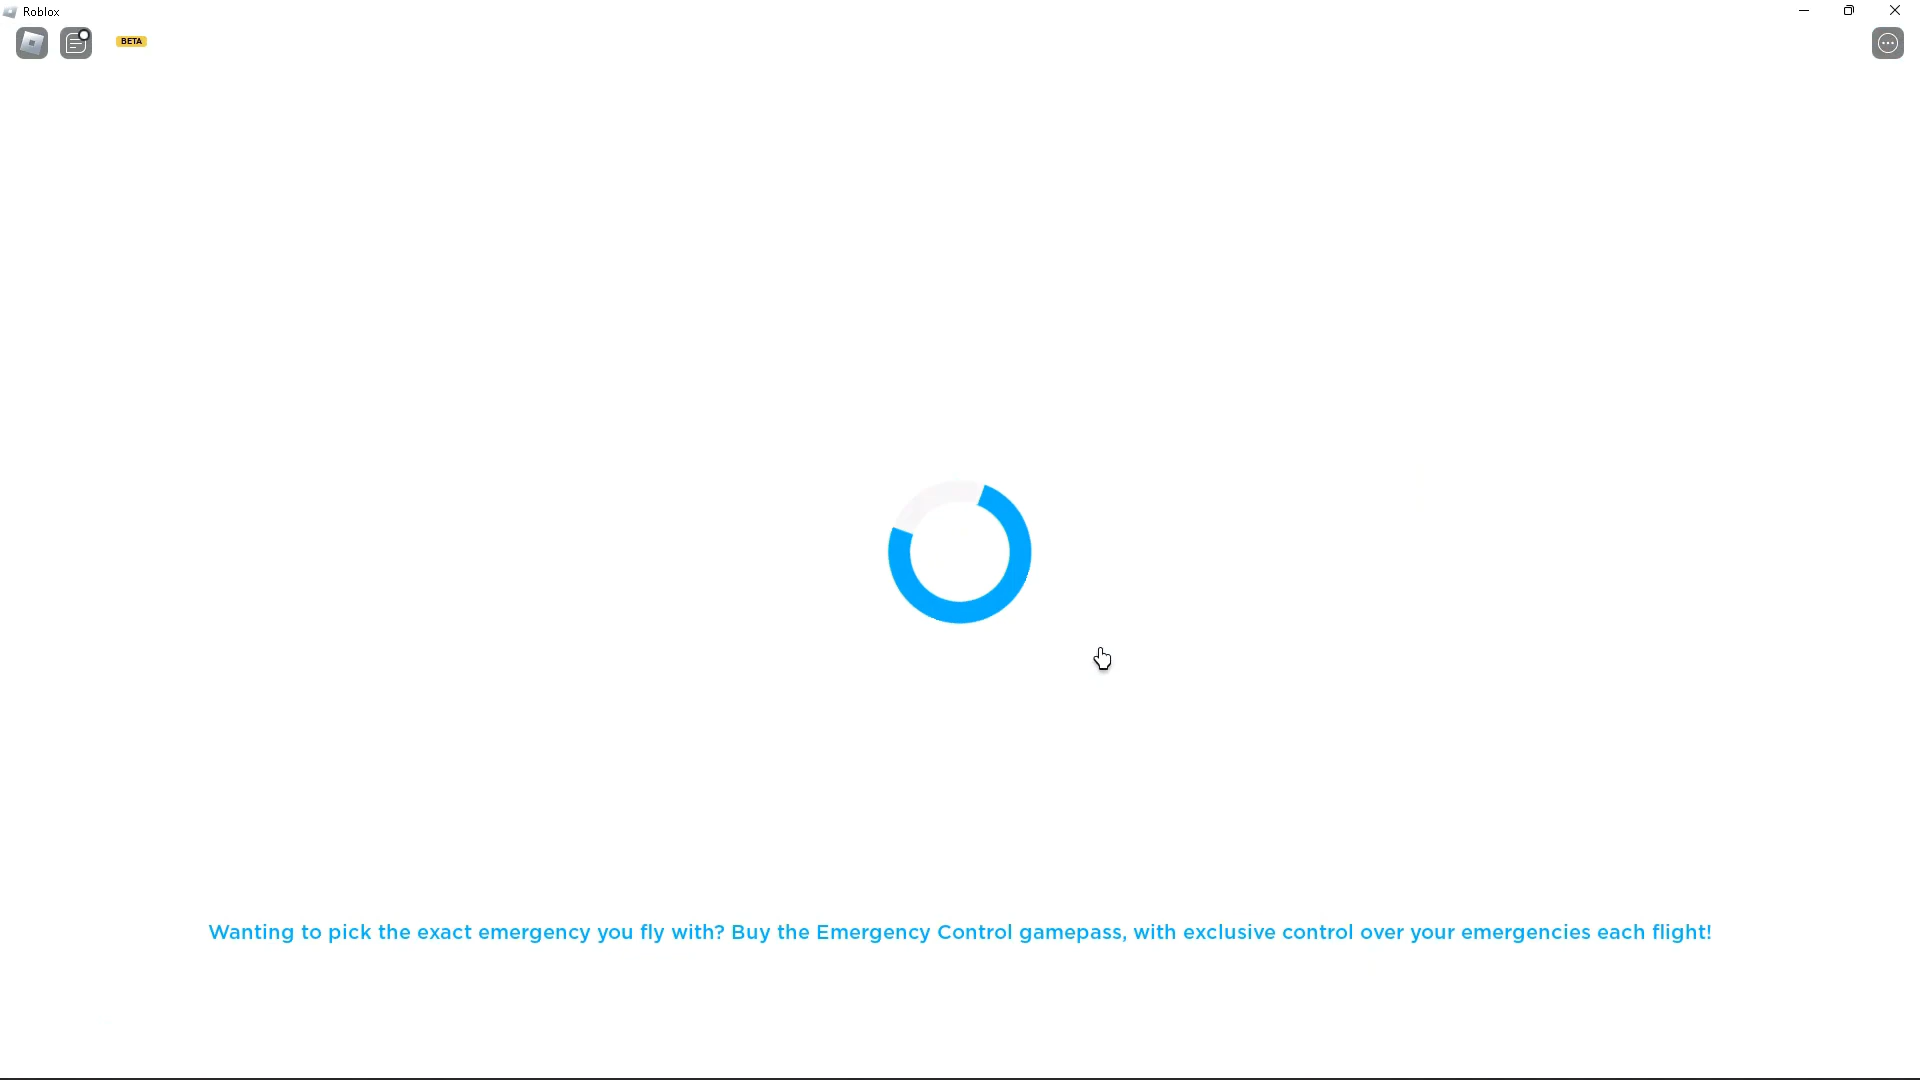 Roblox
BETA
Wanting to pick the exact emergency you fly with? Buy the Emergency Control gamepass, with exclusive control over your emergencies each flight!